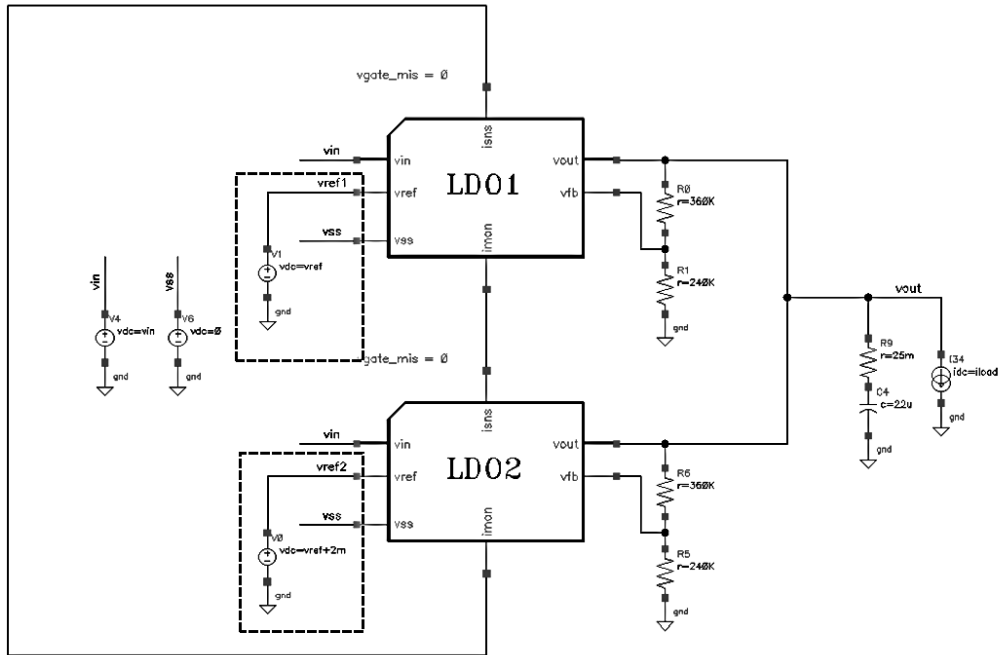 vgate_mis = 0
isns
vin
vin
vout
LDO1
vref1
vref
vfb
R0
r=360K
vss
vss
imon
V1
vdc=vref
R1
r=240K
gnd
gnd
vin
vss
V4
vdc=vin
V6
vdc=0
gnd
gnd
vout
R9
r=25m
C4
c=22u
I34
idc=iload
gnd
gnd
gate_mis = 0
isns
vin
vin
vout
LDO2
vref2
vref
vfb
R6
r=360K
vss
vss
imon
V0
vdc=vref+2m
R5
r=240K
gnd
gnd